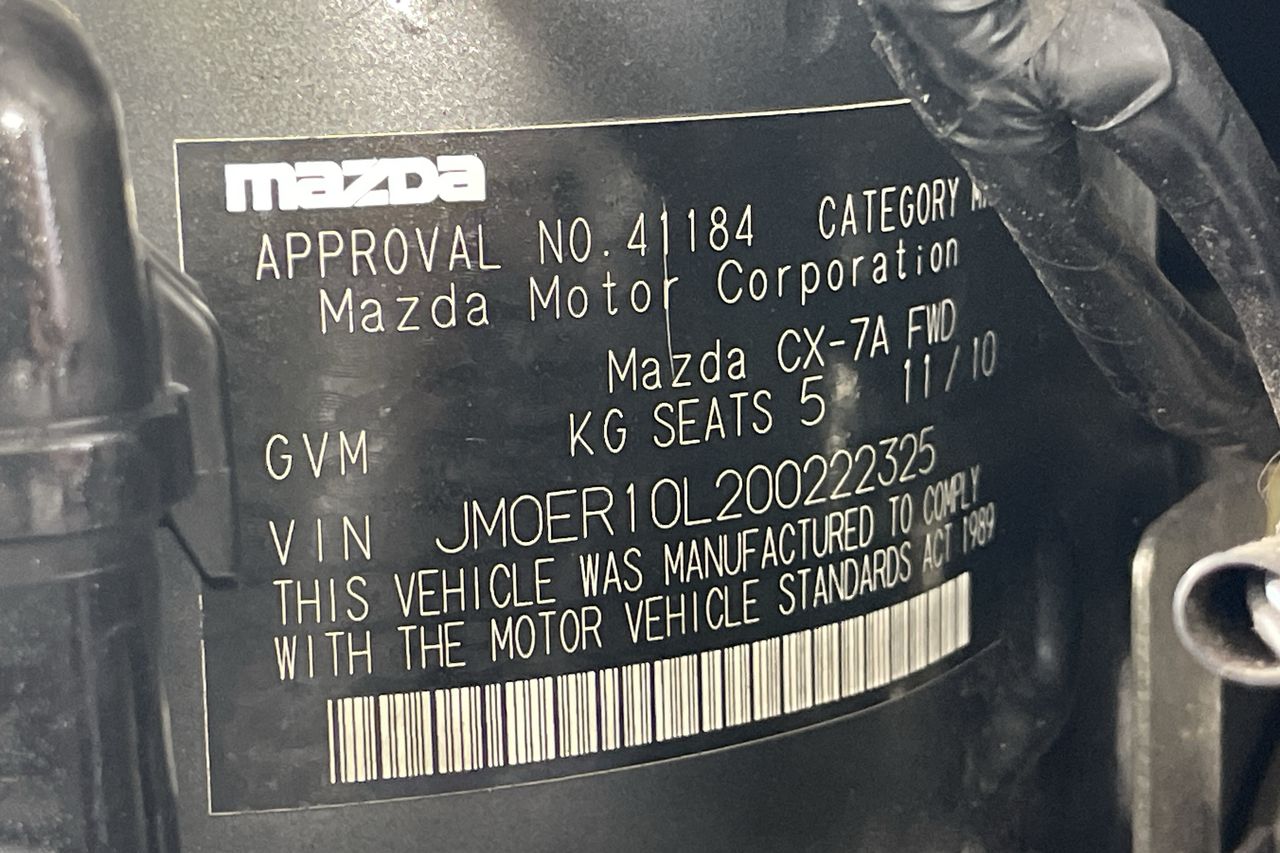 mazda
APPROVAL NO. 41184 CATEGORY
Mazda Motor Corporation
Mazda CX-7A FWD
GVM KG SEATS 5 11/10
VIN JM0ER10L200222325
THIS VEHICLE WAS MANUFACTURED TO COMPLY
WITH THE MOTOR VEHICLE STANDARDS ACT 1989